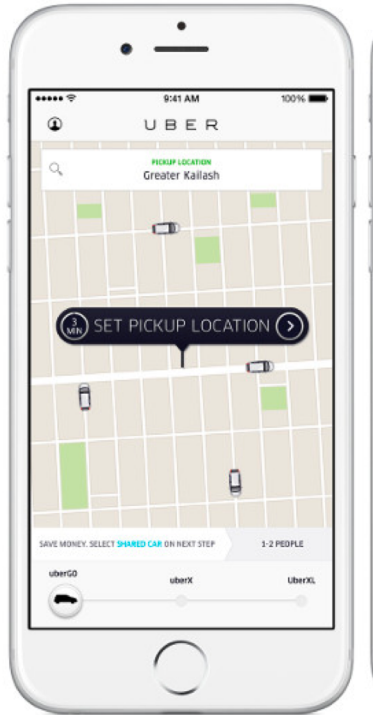 9:41 AM
100%
UBER
PICKUP LOCATION
Greater Kailash
3 MIN
SET PICKUP LOCATION
SAVE MONEY. SELECT SHARED CAR ON NEXT STEP
1-2 PEOPLE
uberGO
uberX
UberXL